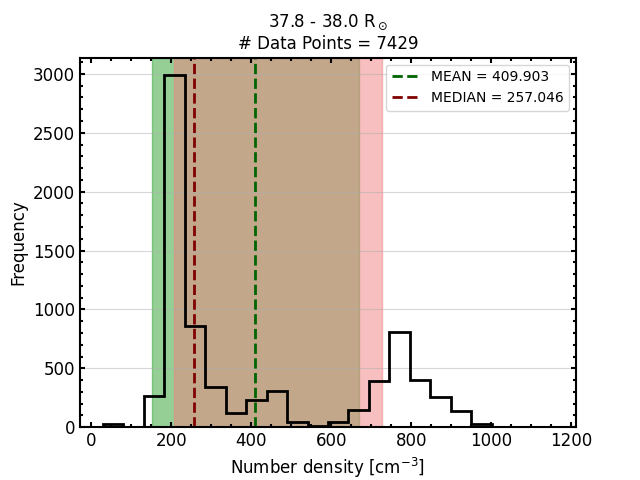 37.8 - 38.0 R⊙
# Data Points = 7429
MEAN = 409.903
MEDIAN = 257.046
Frequency
3000
2500
2000
1500
1000
500
0
0 200 400 600 800 1000 1200
Number density [cm⁻³]